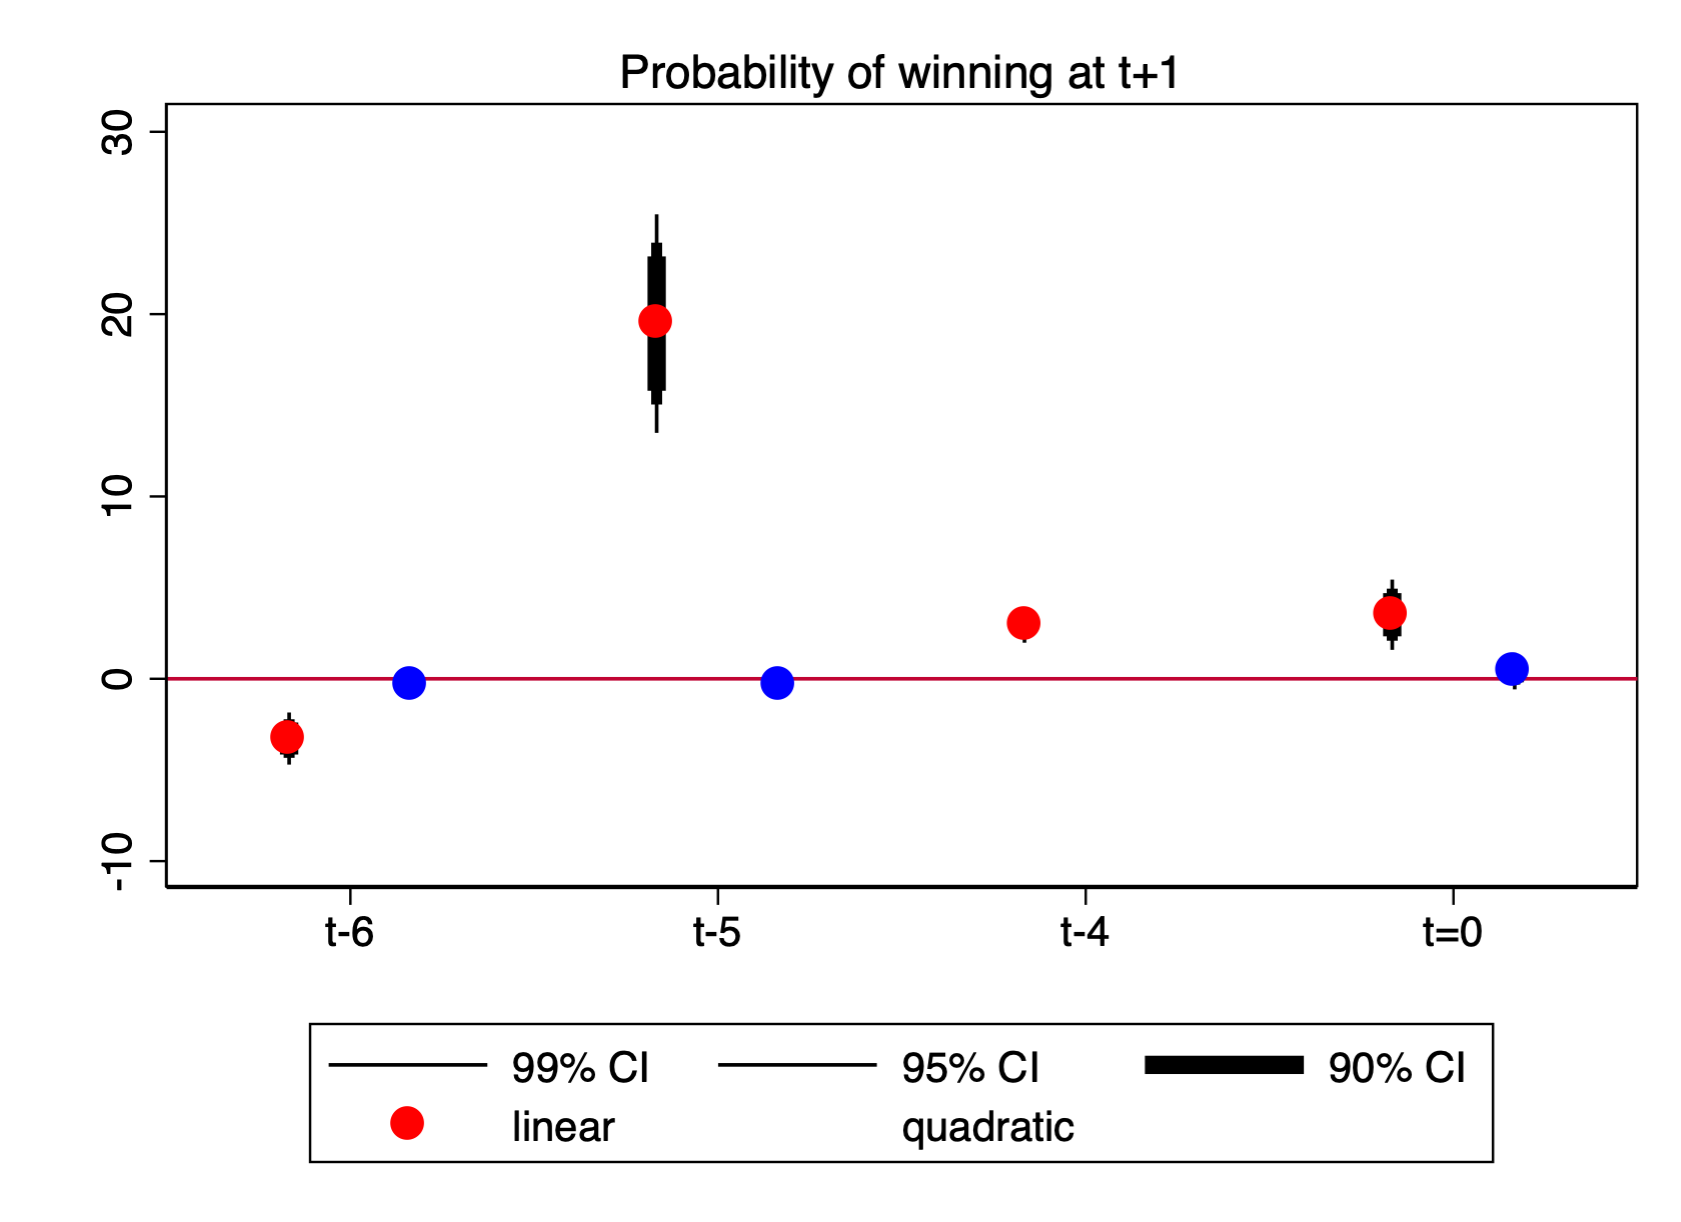 Probability of winning at t+1
30
20
10
0
-10
t-6 t-5 t-4 t=0
99% CI 95% CI 90% CI
linear quadratic